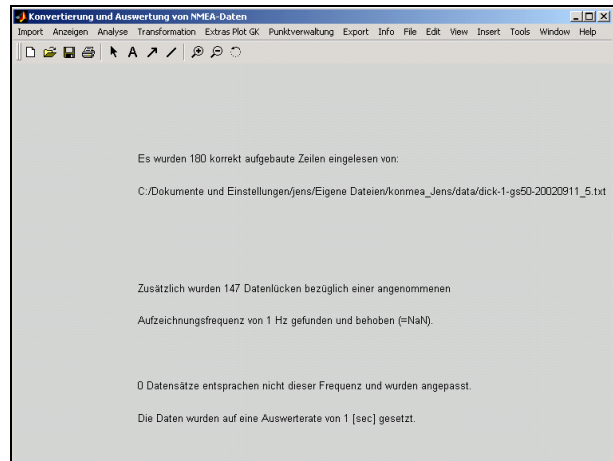 Konvertierung und Auswertung von NMEA-Daten
Import Anzeigen Analyse Transformation Extras Plot GK Punktverwaltung Export Info File Edit View Insert Tools Window Help
A
Es wurden 180 korrekt aufgebaute Zeilen eingelesen von:
C:/Dokumente und Einstellungen/jens/Eigene Dateien/konmea_Jens/data/dick-1-gs50-20020911_5.txt
Zusätzlich wurden 147 Datenlücken bezüglich einer angenommenen
Aufzeichnungsfrequenz von 1 Hz gefunden und behoben (=NaN).
0 Datensätze entsprachen nicht dieser Frequenz und wurden angepasst.
Die Daten wurden auf eine Auswerterate von 1 [sec] gesetzt.